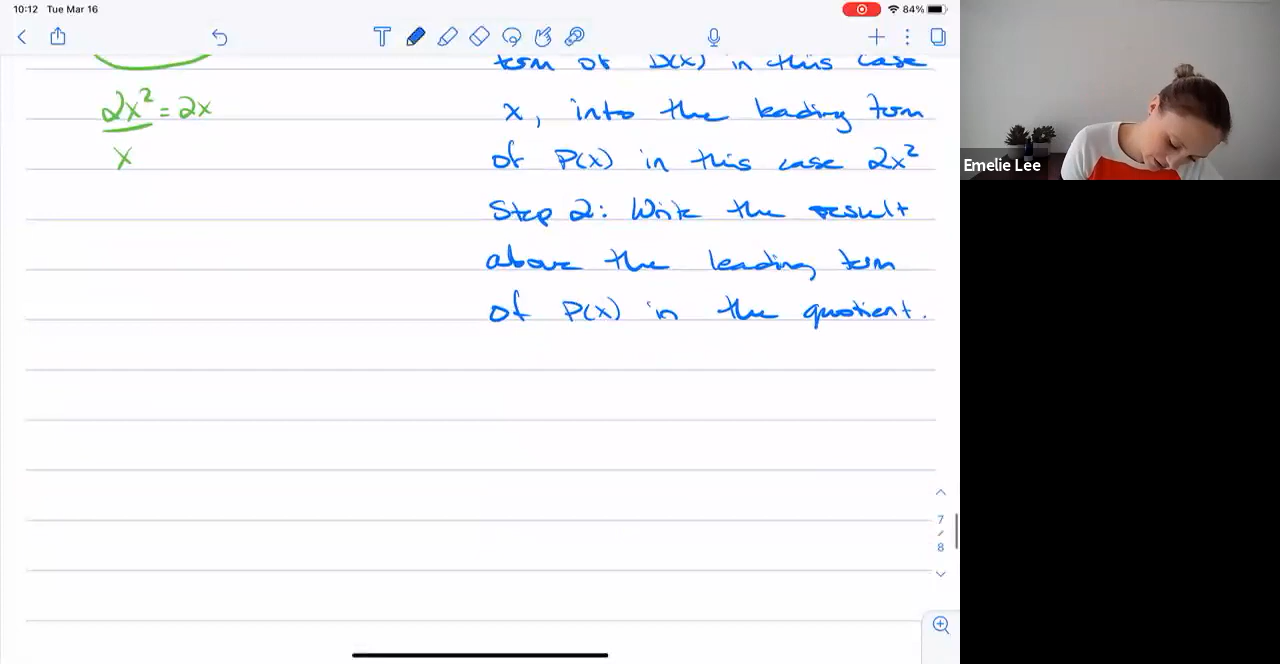 10:12 Tue Mar 16
84%
term of D(x) in this case
2x² = 2x
x
x, into the leading term
of P(x) in this case 2x²
Step 2: Write the result
above the leading term
of P(x) in the quotient.
Emelie Lee
7
/
8